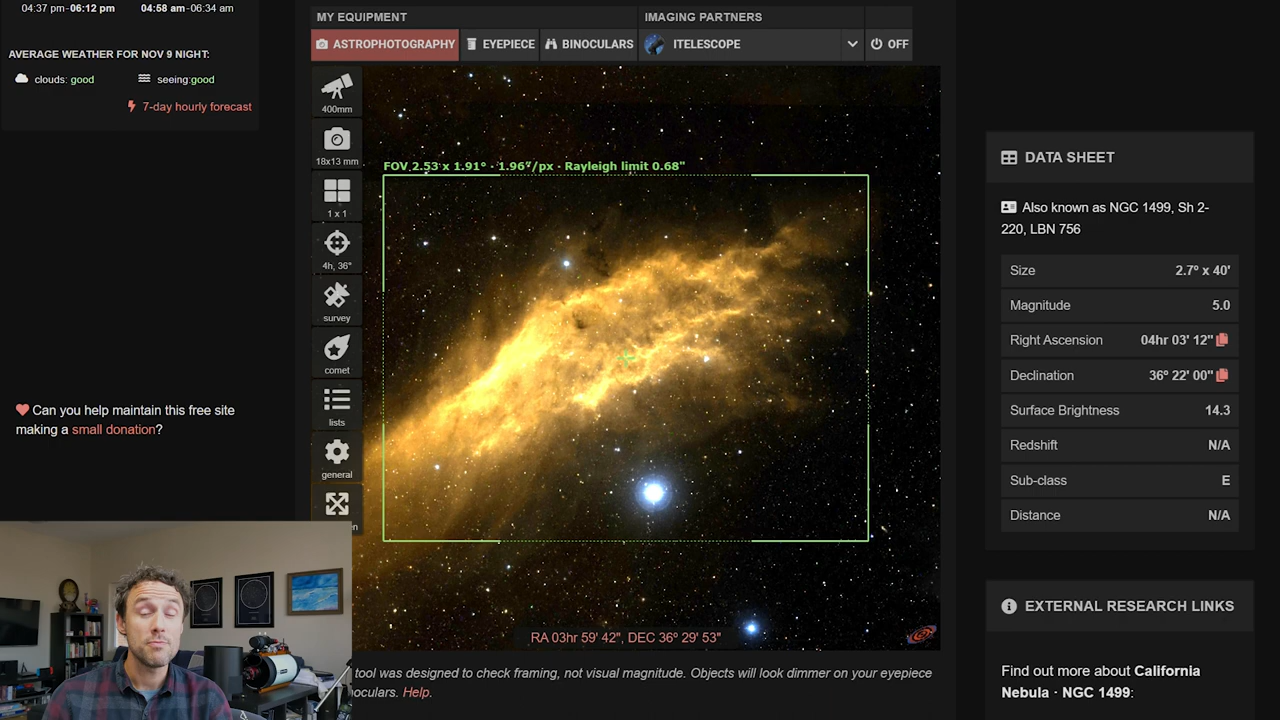 04:37 pm-06:12 pm 04:58 am-06:34 am
AVERAGE WEATHER FOR NOV 9 NIGHT:
clouds: good seeing:good
7-day hourly forecast
Can you help maintain this free site
making a small donation?
MY EQUIPMENT IMAGING PARTNERS
ASTROPHOTOGRAPHY EYEPIECE BINOCULARS ITELESCOPE OFF
400mm
18x13 mm
1 x 1
4h, 36°
survey
comet
lists
general
en
FOV 2.53 x 1.91° · 1.96"/px · Rayleigh limit 0.68"
RA 03hr 59' 42", DEC 36º 29' 53"
tool was designed to check framing, not visual magnitude. Objects will look dimmer on your eyepiece
oculars. Help.
DATA SHEET
Also known as NGC 1499, Sh 2-
220, LBN 756
Size 2.7º x 40'
Magnitude 5.0
Right Ascension 04hr 03' 12"
Declination 36º 22' 00"
Surface Brightness 14.3
Redshift N/A
Sub-class E
Distance N/A
EXTERNAL RESEARCH LINKS
Find out more about California
Nebula · NGC 1499: